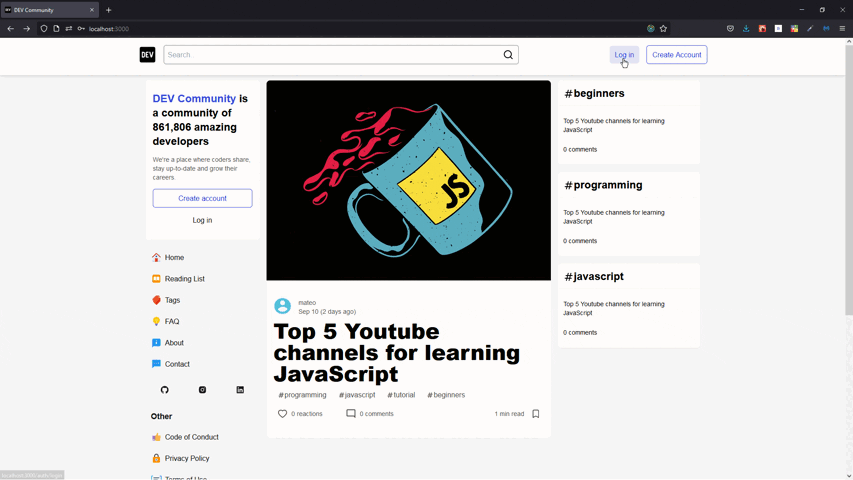 DEV Community
localhost:3000
DEV
Search
Log in
Create Account
DEV Community is
a community of
861,806 amazing
developers
We're a place where coders share,
stay up-to-date and grow their
careers.
Create account
Log in
Home
Reading List
Tags
FAQ
About
Contact
Other
Code of Conduct
Privacy Policy
Terms of Use
JS
mateo
Sep 10 (2 days ago)
Top 5 Youtube
channels for learning
JavaScript
#programming #javascript #tutorial #beginners
0 reactions 0 comments 1 min read
#beginners
Top 5 Youtube channels for learning
JavaScript
0 comments
#programming
Top 5 Youtube channels for learning
JavaScript
0 comments
#javascript
Top 5 Youtube channels for learning
JavaScript
0 comments
localhost:3000/auth/login